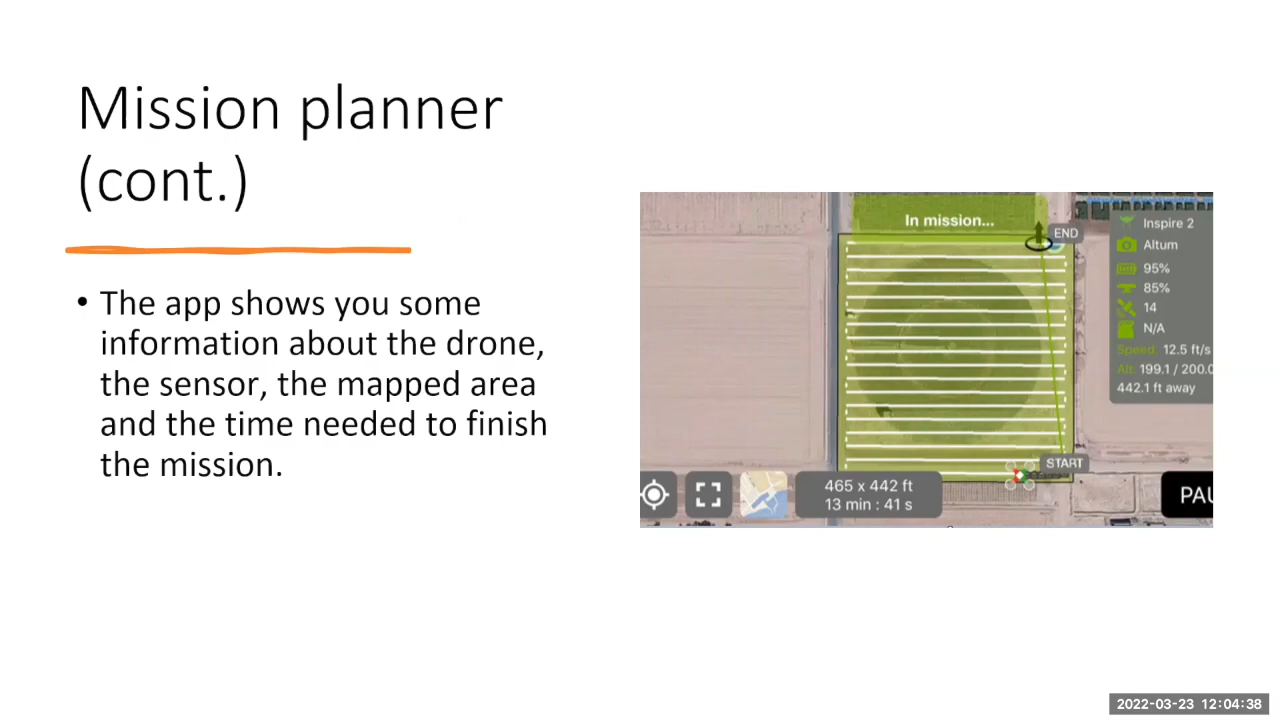 Mission planner
(cont.)
• The app shows you some
information about the drone,
the sensor, the mapped area
and the time needed to finish
the mission.
In mission...
END
Inspire 2
Altum
95%
85%
14
N/A
Speed: 12.5 ft/s
Alt: 199.1 / 200.0
442.1 ft away
START
465 x 442 ft
13 min : 41 s
PAU
2022-03-23 12:04:38